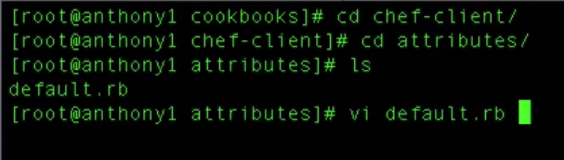 [root@anthony1 cookbooks]# cd chef-client/
[root@anthony1 chef-client]# cd attributes/
[root@anthony1 attributes]# ls
default.rb
[root@anthony1 attributes]# vi default.rb